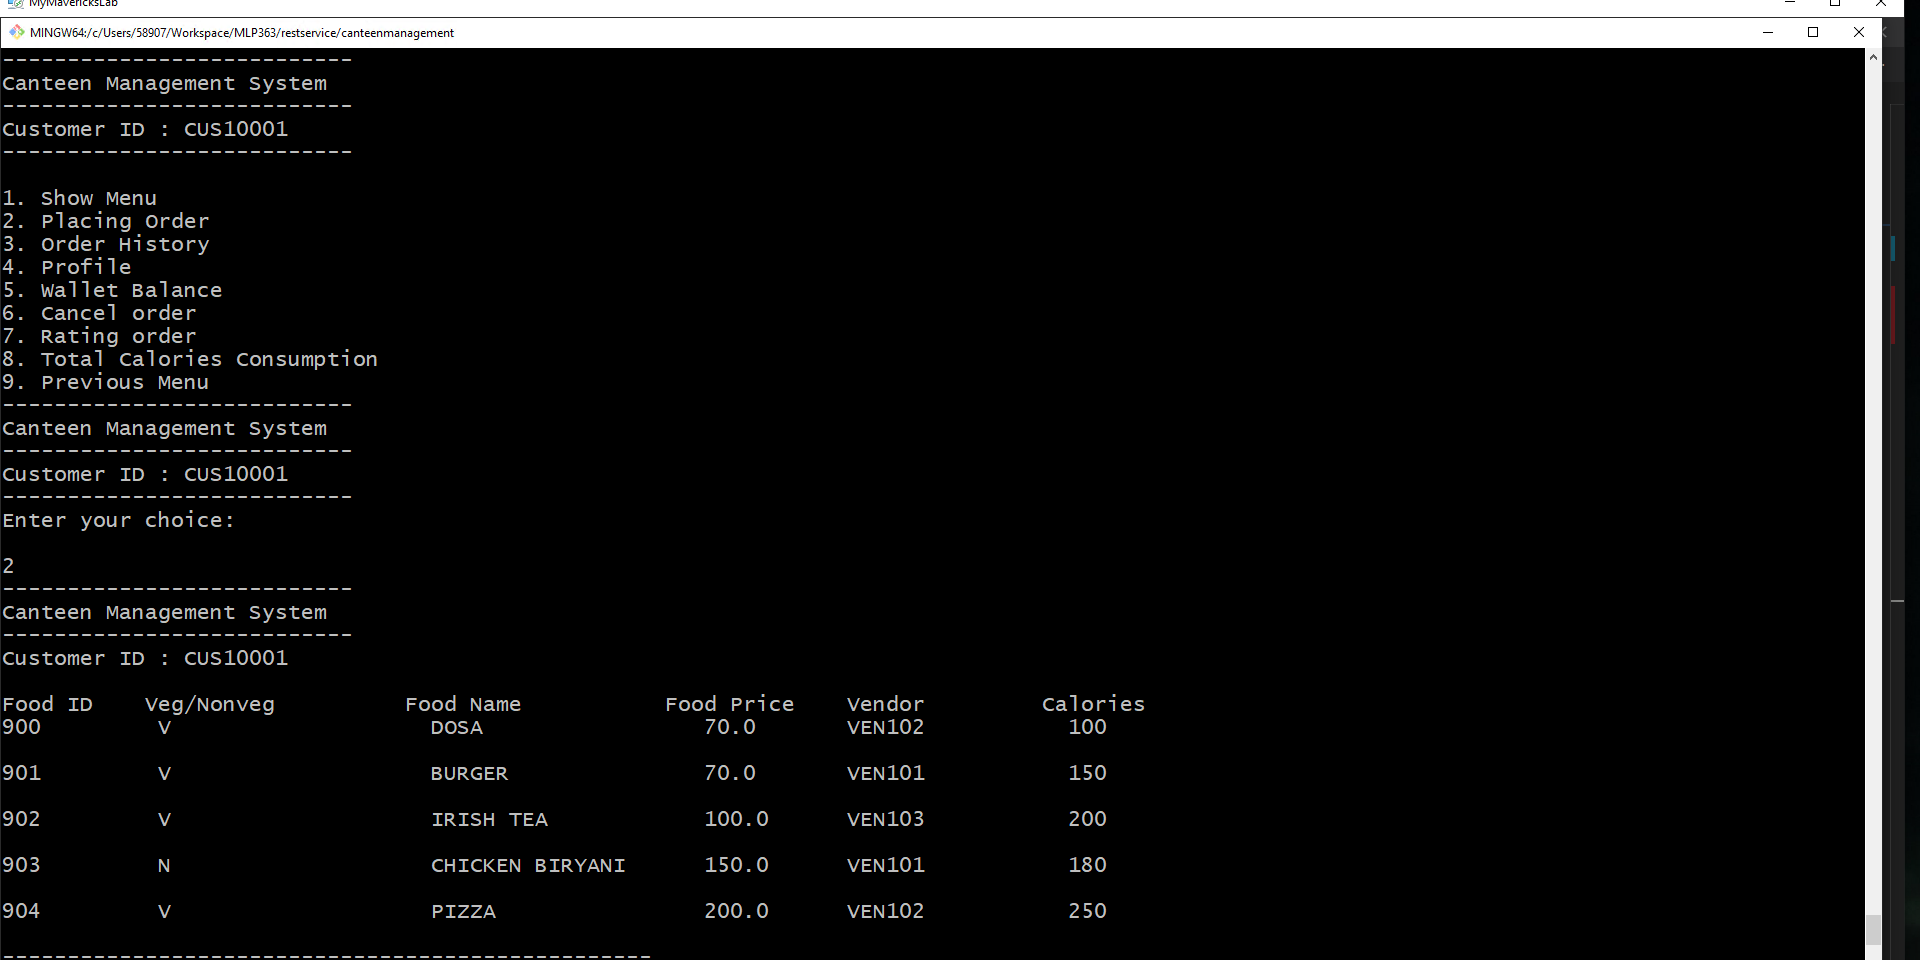 MyMavericksLab
MINGW64:/c/Users/58907/Workspace/MLP363/restservice/canteenmanagement
---------------------------
Canteen Management System
---------------------------
Customer ID : CUS10001
---------------------------
1. Show Menu
2. Placing Order
3. Order History
4. Profile
5. Wallet Balance
6. Cancel order
7. Rating order
8. Total Calories Consumption
9. Previous Menu
---------------------------
Canteen Management System
---------------------------
Customer ID : CUS10001
---------------------------
Enter your choice:
2
---------------------------
Canteen Management System
---------------------------
Customer ID : CUS10001
Food ID Veg/Nonveg Food Name Food Price Vendor Calories
900 V DOSA 70.0 VEN102 100
901 V BURGER 70.0 VEN101 150
902 V IRISH TEA 100.0 VEN103 200
903 N CHICKEN BIRYANI 150.0 VEN101 180
904 V PIZZA 200.0 VEN102 250
--------------------------------------------------